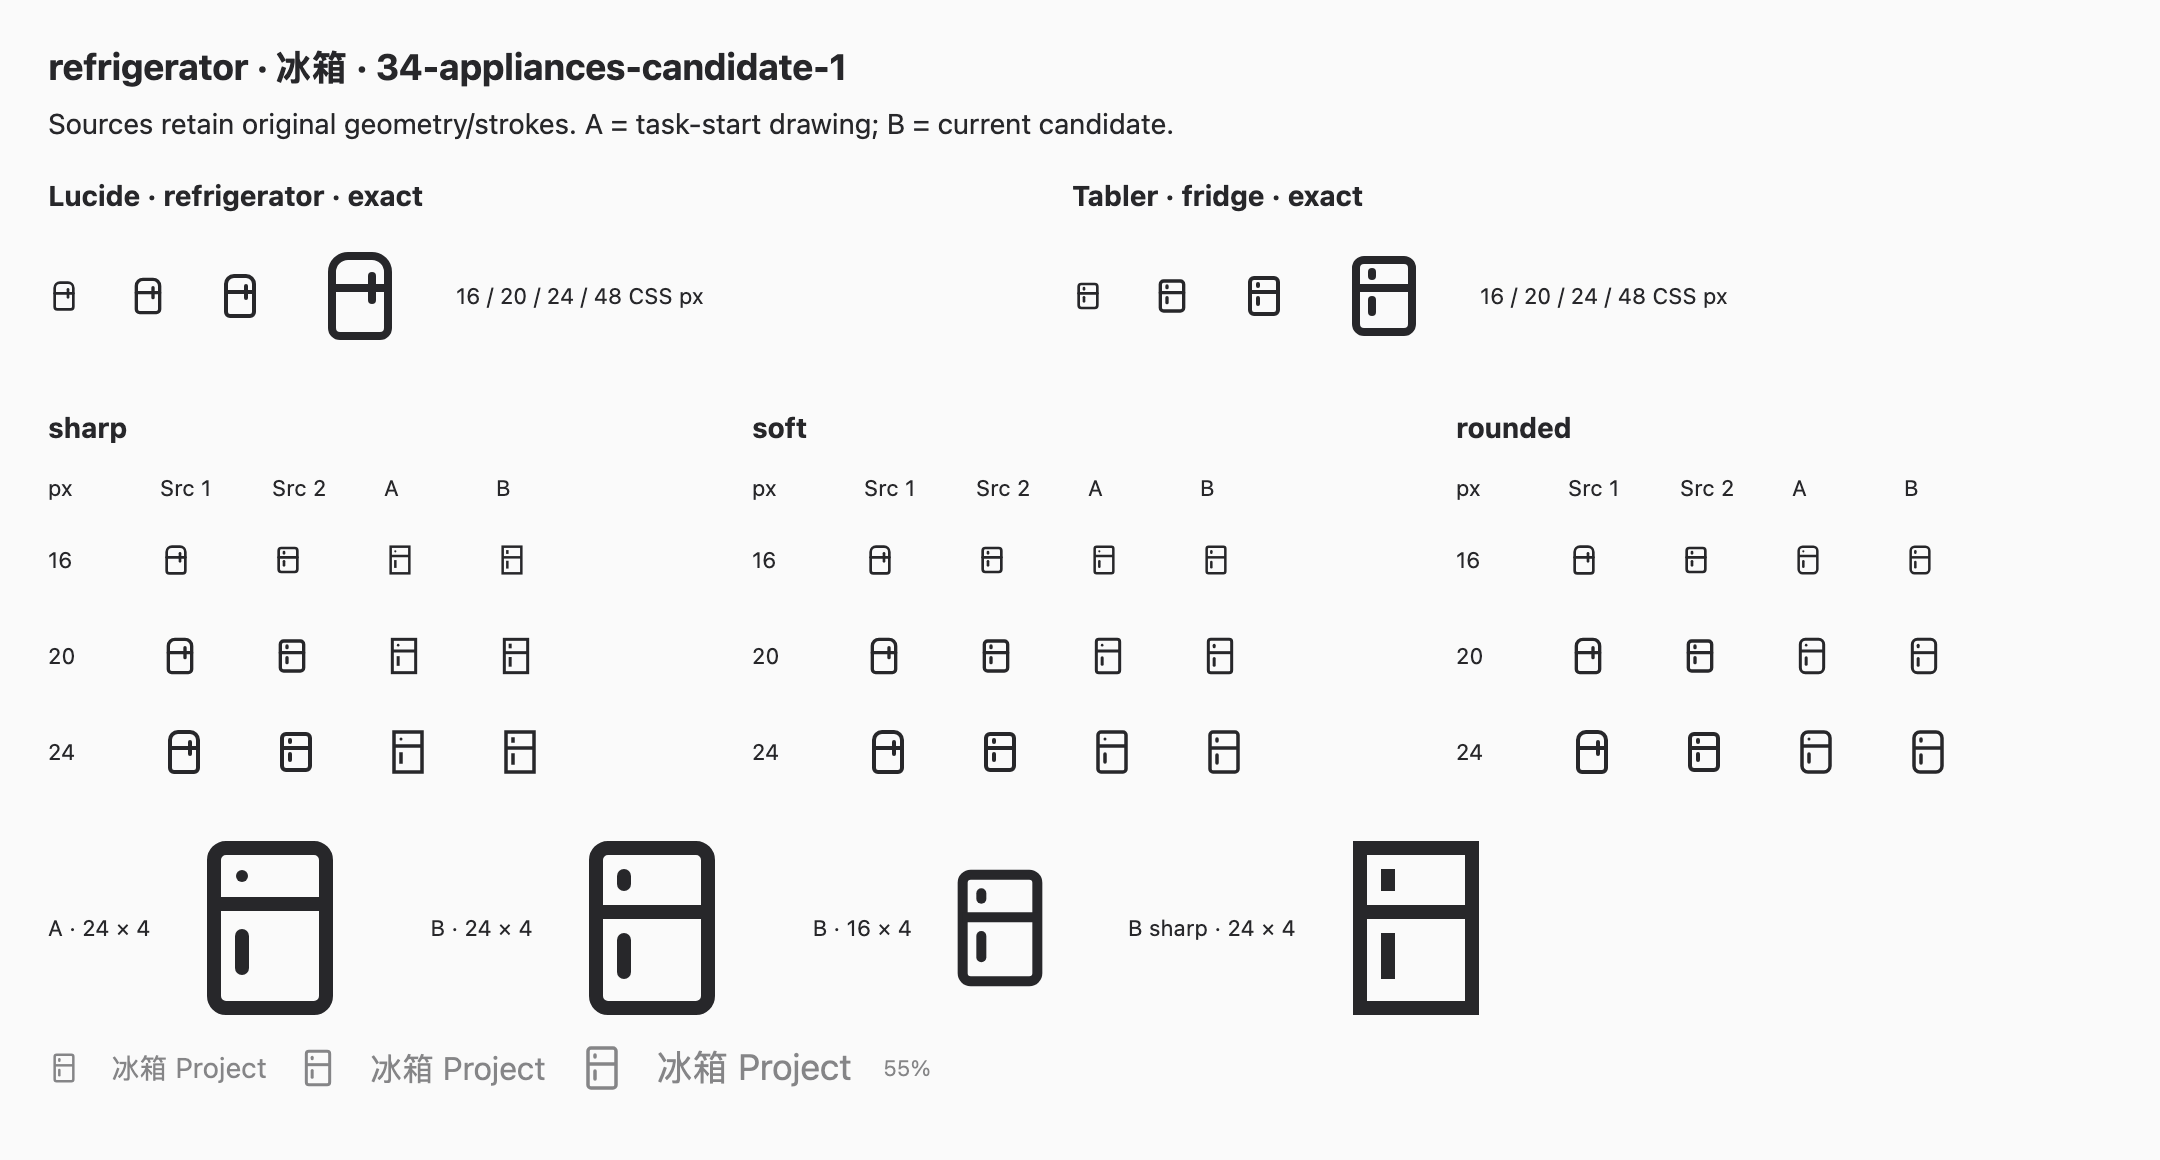 refrigerator · 冰箱 · 34-appliances-candidate-1
Sources retain original geometry/strokes. A = task-start drawing; B = current candidate.
Lucide · refrigerator · exact
16 / 20 / 24 / 48 CSS px
Tabler · fridge · exact
16 / 20 / 24 / 48 CSS px
sharp
px Src 1 Src 2 A B
16
20
24
soft
px Src 1 Src 2 A B
16
20
24
rounded
px Src 1 Src 2 A B
16
20
24
A · 24 × 4
B · 24 × 4
B · 16 × 4
B sharp · 24 × 4
冰箱 Project
冰箱 Project
冰箱 Project
55%